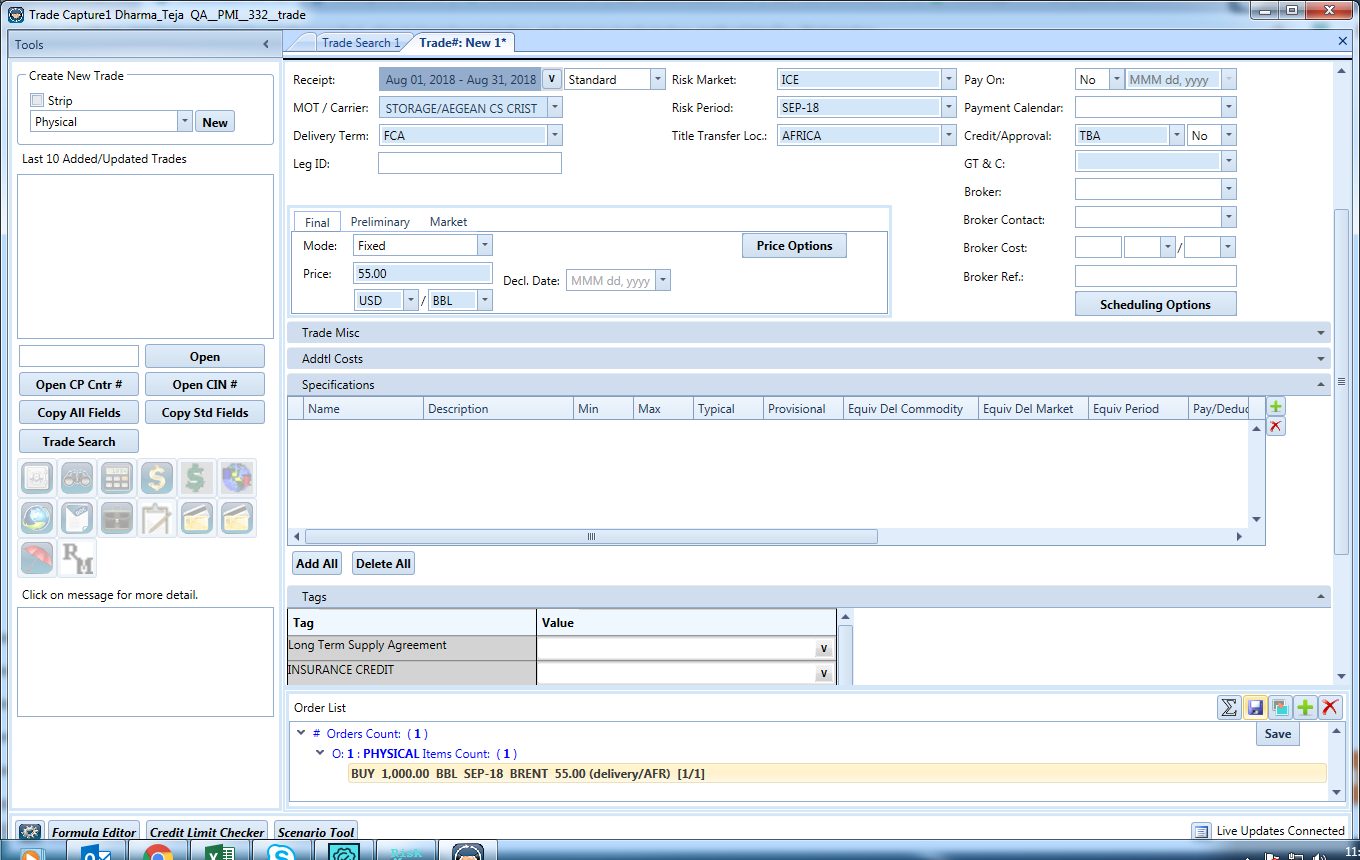 Trade Capture1 Dharma_Teja QA_PMI_332_trade
Tools
Trade Search 1
Trade#: New 1*
Create New Trade
Strip
Physical
New
Last 10 Added/Updated Trades
Open
Open CP Cntr #
Open CIN #
Copy All Fields
Copy Std Fields
Trade Search
RM
Click on message for more detail.
Receipt: Aug 01, 2018 - Aug 31, 2018 V Standard
Risk Market: ICE
Pay On: No MMM dd, yyyy
MOT / Carrier: STORAGE/AEGEAN CS CRIST
Risk Period: SEP-18
Payment Calendar:
Delivery Term: FCA
Title Transfer Loc.: AFRICA
Credit/Approval: TBA No
Leg ID:
GT & C:
Broker:
Broker Contact:
Broker Cost: /
Broker Ref.:
Scheduling Options
Final Preliminary Market
Mode: Fixed
Price Options
Price: 55.00
Decl. Date: MMM dd, yyyy
USD / BBL
Trade Misc
Addtl Costs
Specifications
Name Description Min Max Typical Provisional Equiv Del Commodity Equiv Del Market Equiv Period Pay/Deduc
Add All Delete All
Tags
Tag Value
Long Term Supply Agreement V
INSURANCE CREDIT V
Order List
# Orders Count: ( 1 )
Save
O: 1 : PHYSICAL Items Count: ( 1 )
BUY 1,000.00 BBL SEP-18 BRENT 55.00 (delivery/AFR) [1/1]
Formula Editor Credit Limit Checker Scenario Tool
Live Updates Connected
Risk
11: